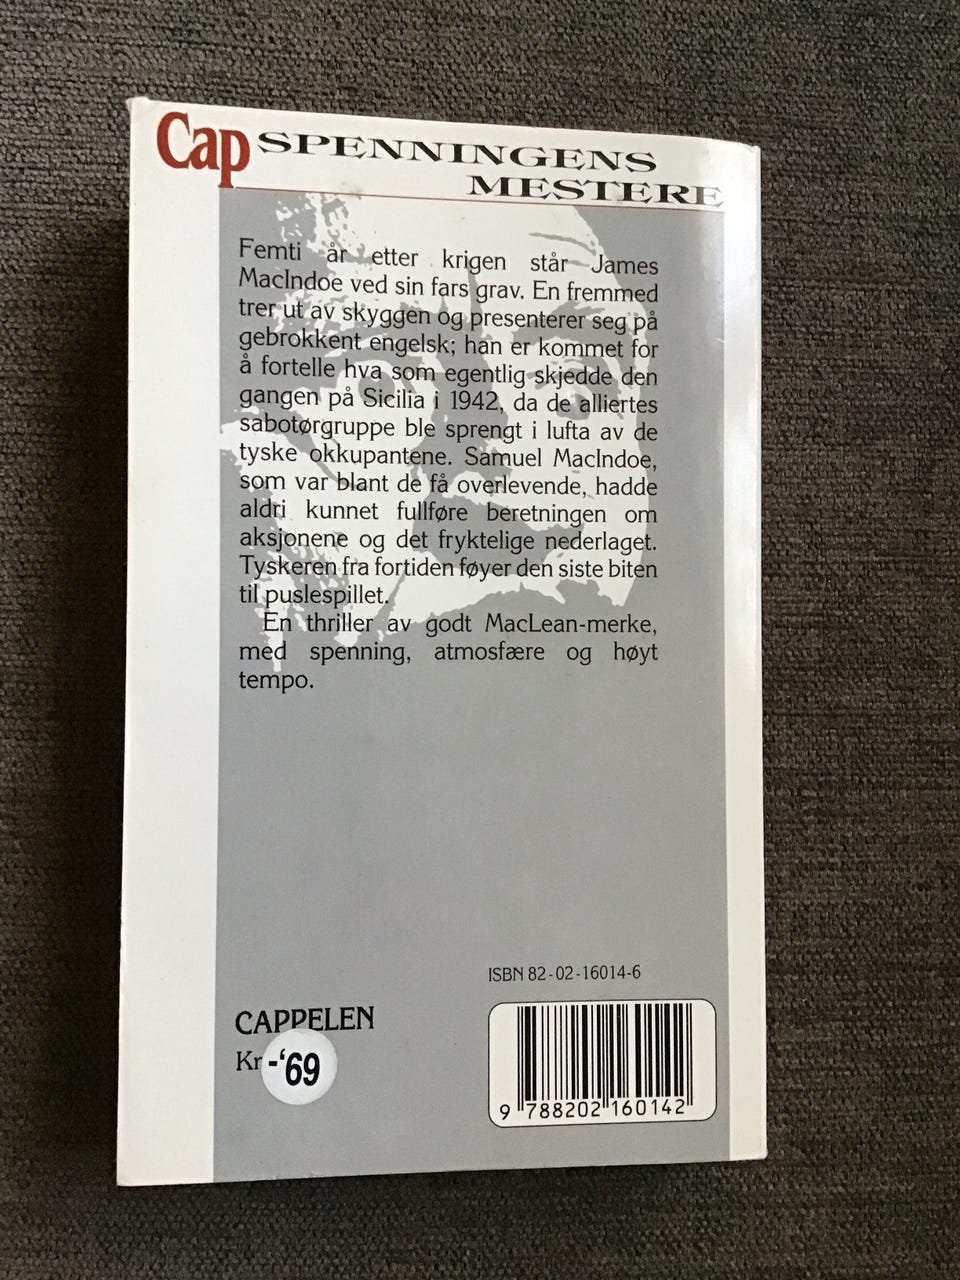 Cap SPENNINGENS
MESTERE
Femti år etter krigen står James
MacIndoe ved sin fars grav. En fremmed
trer ut av skyggen og presenterer seg på
gebrokkent engelsk; han er kommet for
å fortelle hva som egentlig skjedde den
gangen på Sicilia i 1942, da de alliertes
sabotørgruppe ble sprengt i lufta av de
tyske okkupantene. Samuel MacIndoe,
som var blant de få overlevende, hadde
aldri kunnet fullføre beretningen om
aksjonene og det fryktelige nederlaget.
Tyskeren fra fortiden føyer den siste biten
til puslespillet.
En thriller av godt MacLean-merke,
med spenning, atmosfære og høyt
tempo.
ISBN 82-02-16014-6
CAPPELEN
Kr -'69
9 788202 160142